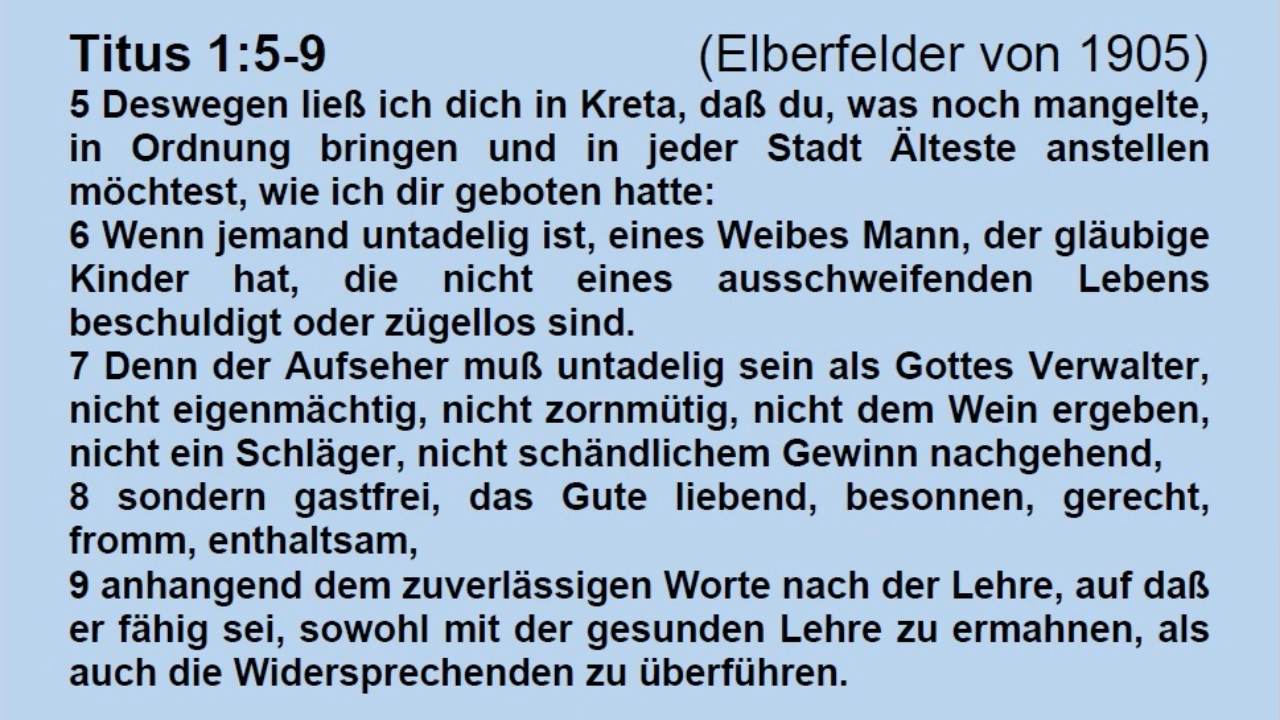 Titus 1:5-9 (Elberfelder von 1905)
5 Deswegen ließ ich dich in Kreta, daß du, was noch mangelte,
in Ordnung bringen und in jeder Stadt Älteste anstellen
möchtest, wie ich dir geboten hatte:
6 Wenn jemand untadelig ist, eines Weibes Mann, der gläubige
Kinder hat, die nicht eines ausschweifenden Lebens
beschuldigt oder zügellos sind.
7 Denn der Aufseher muß untadelig sein als Gottes Verwalter,
nicht eigenmächtig, nicht zornmütig, nicht dem Wein ergeben,
nicht ein Schläger, nicht schändlichem Gewinn nachgehend,
8 sondern gastfrei, das Gute liebend, besonnen, gerecht,
fromm, enthaltsam,
9 anhangend dem zuverlässigen Worte nach der Lehre, auf daß
er fähig sei, sowohl mit der gesunden Lehre zu ermahnen, als
auch die Widersprechenden zu überführen.